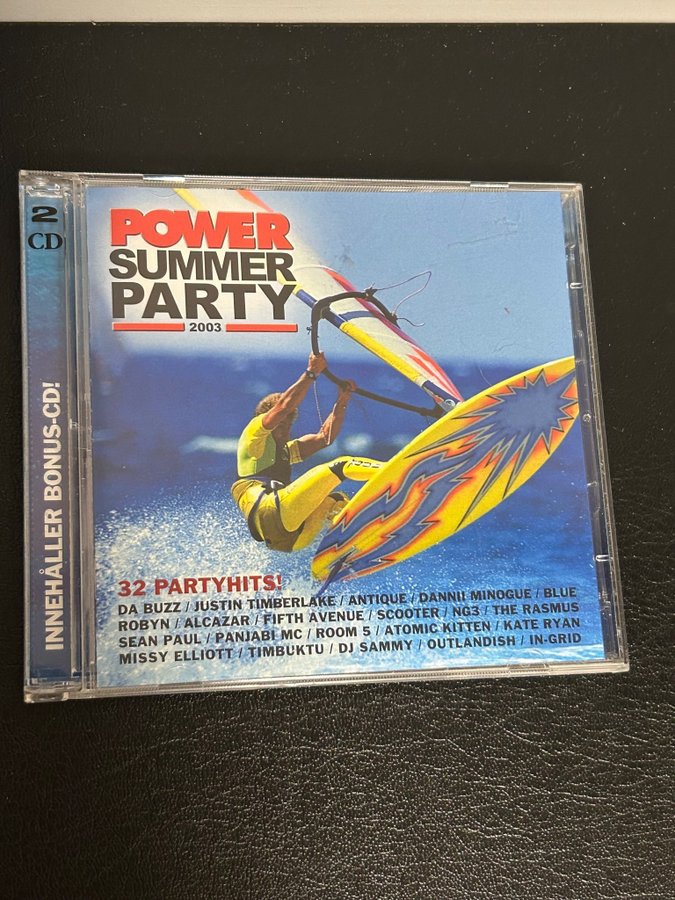 2
CD
INNEHÅLLER BONUS-CD!
POWER
SUMMER
PARTY
2003
32 PARTYHITS!
DA BUZZ / JUSTIN TIMBERLAKE / ANTIQUE / DANNII MINOGUE / BLUE
ROBYN / ALCAZAR / FIFTH AVENUE / SCOOTER / NG3 / THE RASMUS
SEAN PAUL / PANJABI MC / ROOM 5 / ATOMIC KITTEN / KATE RYAN
MISSY ELLIOTT / TIMBUKTU / DJ SAMMY / OUTLANDISH / IN-GRID